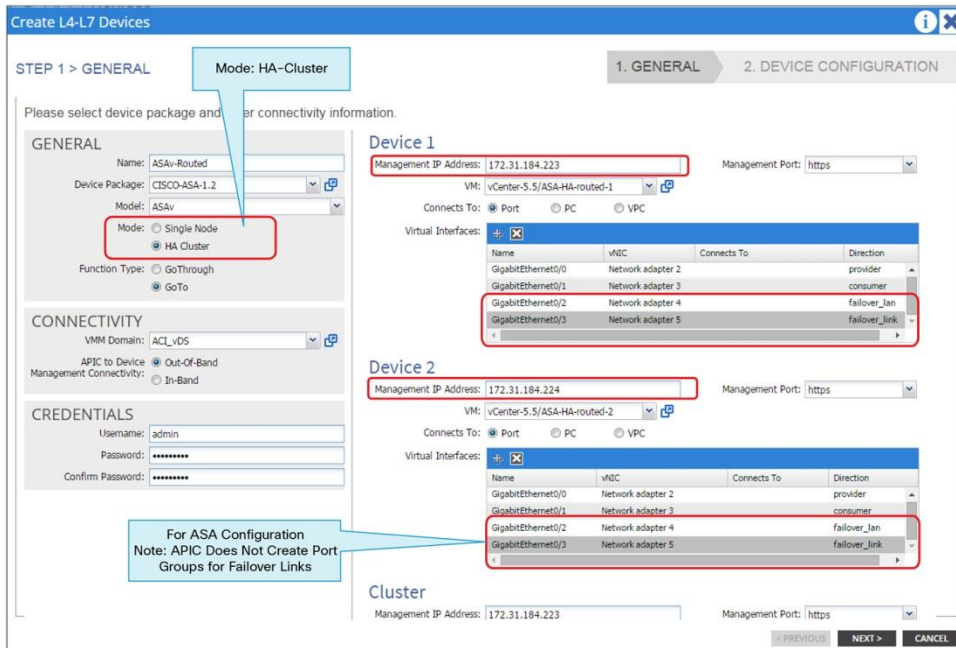 Create L4-L7 Devices
STEP 1 > GENERAL
Mode: HA-Cluster
1. GENERAL
2. DEVICE CONFIGURATION
Please select device package and er connectivity information.
GENERAL
Name: ASAv-Routed
Device Package: CISCO-ASA-1.2
Model: ASAv
Mode: Single Node
HA Cluster
Function Type: GoThrough
GoTo
CONNECTIVITY
VMM Domain: ACI_vDS
APIC to Device Management Connectivity: Out-Of-Band
In-Band
CREDENTIALS
Username: admin
Password: •••••••••
Confirm Password: •••••••••
Device 1
Management IP Address: 172.31.184.223 Management Port: https
VM: vCenter-5.5/ASA-HA-routed-1
Connects To: Port PC VPC
Virtual Interfaces:
Name vNIC Connects To Direction
GigabitEthernet0/0 Network adapter 2 provider
GigabitEthernet0/1 Network adapter 3 consumer
GigabitEthernet0/2 Network adapter 4 failover_lan
GigabitEthernet0/3 Network adapter 5 failover_link
Device 2
Management IP Address: 172.31.184.224 Management Port: https
VM: vCenter-5.5/ASA-HA-routed-2
Connects To: Port PC VPC
Virtual Interfaces:
Name vNIC Connects To Direction
GigabitEthernet0/0 Network adapter 2 provider
GigabitEthernet0/1 Network adapter 3 consumer
GigabitEthernet0/2 Network adapter 4 failover_lan
GigabitEthernet0/3 Network adapter 5 failover_link
For ASA Configuration
Note: APIC Does Not Create Port
Groups for Failover Links
Cluster
Management IP Address: 172.31.184.223 Management Port: https
< PREVIOUS NEXT > CANCEL